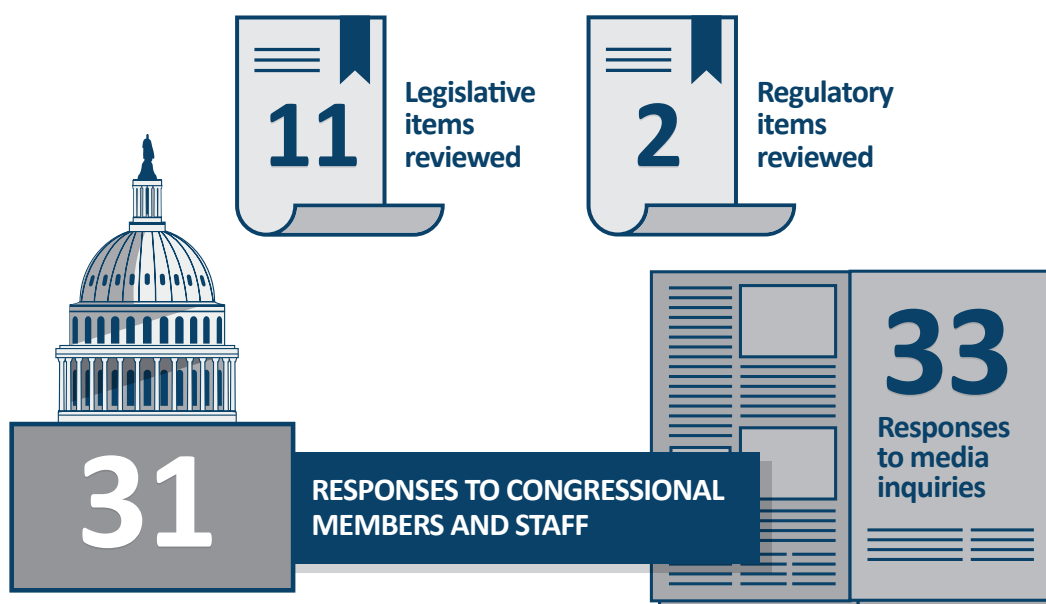 11
Legislative
items
reviewed
2
Regulatory
items
reviewed
31
RESPONSES TO CONGRESSIONAL
MEMBERS AND STAFF
33
Responses
to media
inquiries